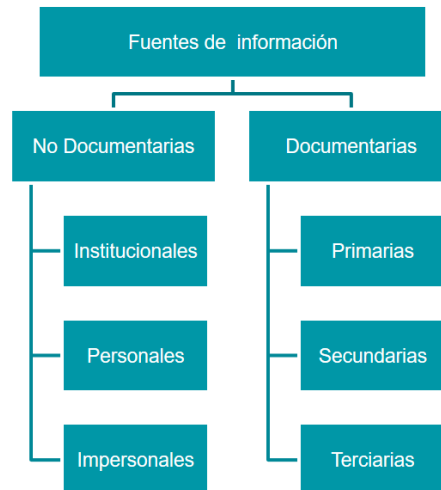 Fuentes de información
No Documentarias
Documentarias
Institucionales
Primarias
Personales
Secundarias
Impersonales
Terciarias